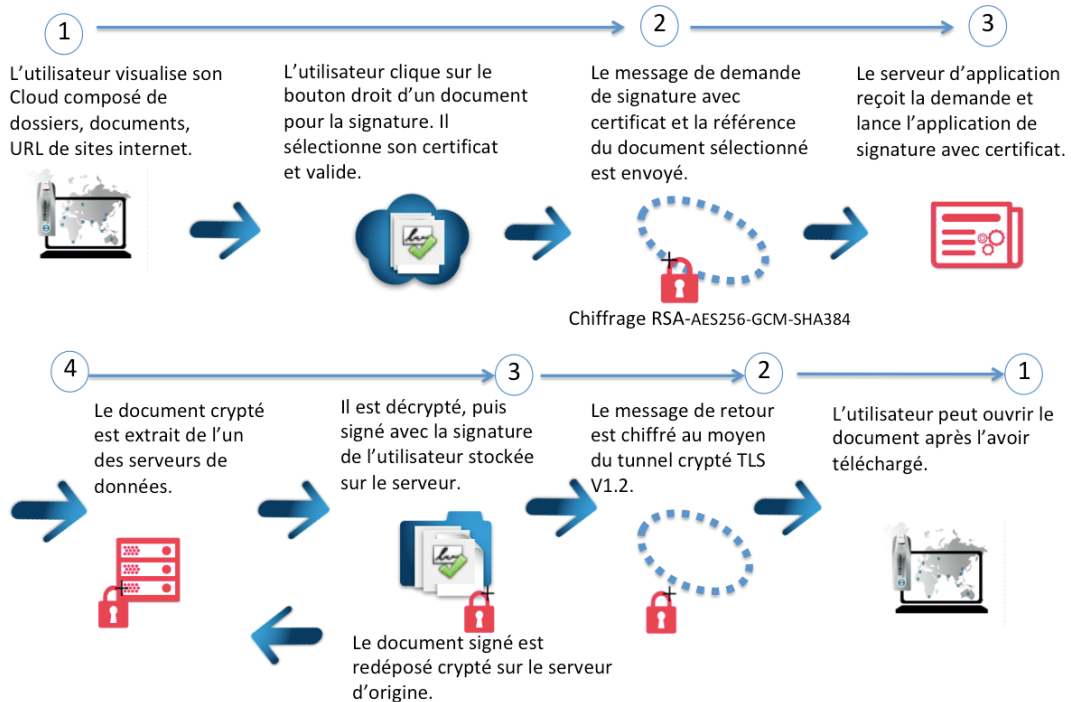 1
2
3
L’utilisateur visualise son
Cloud composé de
dossiers, documents,
URL de sites internet.
L’utilisateur clique sur le
bouton droit d’un document
pour la signature. Il
sélectionne son certificat
et valide.
Le message de demande
de signature avec
certificat et la référence
du document sélectionné
est envoyé.
Le serveur d’application
reçoit la demande et
lance l’application de
signature avec certificat.
Chiffrage RSA-AES256-GCM-SHA384
4
3
2
1
Le document crypté
est extrait de l’un
des serveurs de
données.
Il est décrypté, puis
signé avec la signature
de l’utilisateur stockée
sur le serveur.
Le message de retour
est chiffré au moyen
du tunnel crypté TLS
V1.2.
L’utilisateur peut ouvrir le
document après l’avoir
téléchargé.
Le document signé est
redéposé crypté sur le serveur
d’origine.